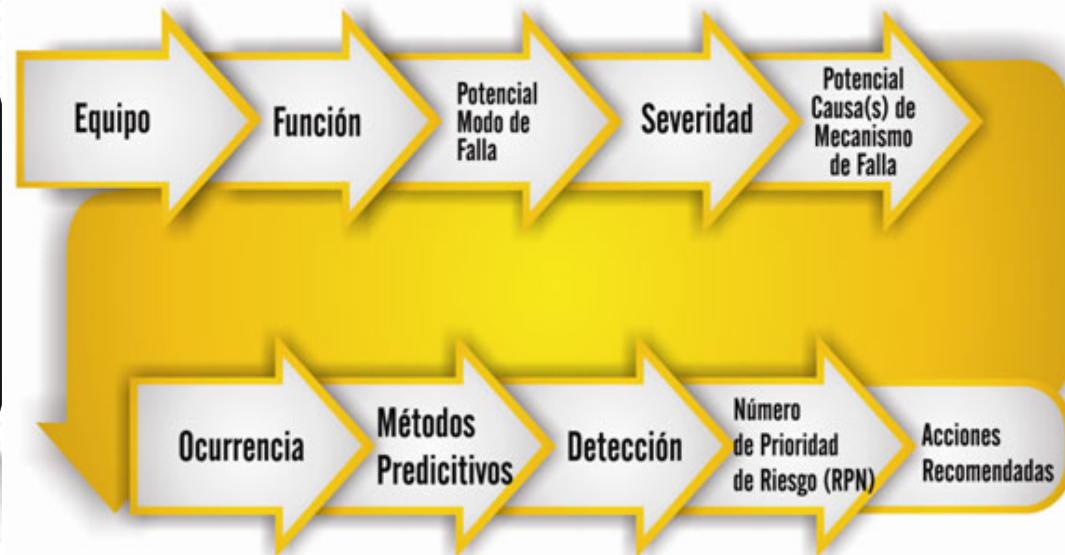 Equipo
Función
Potencial
Modo de
Falla
Severidad
Potencial
Causa(s) de
Mecanismo
de Falla
Ocurrencia
Métodos
Predicitivos
Detección
Número
de Prioridad
de Riesgo (RPN)
Acciones
Recomendadas